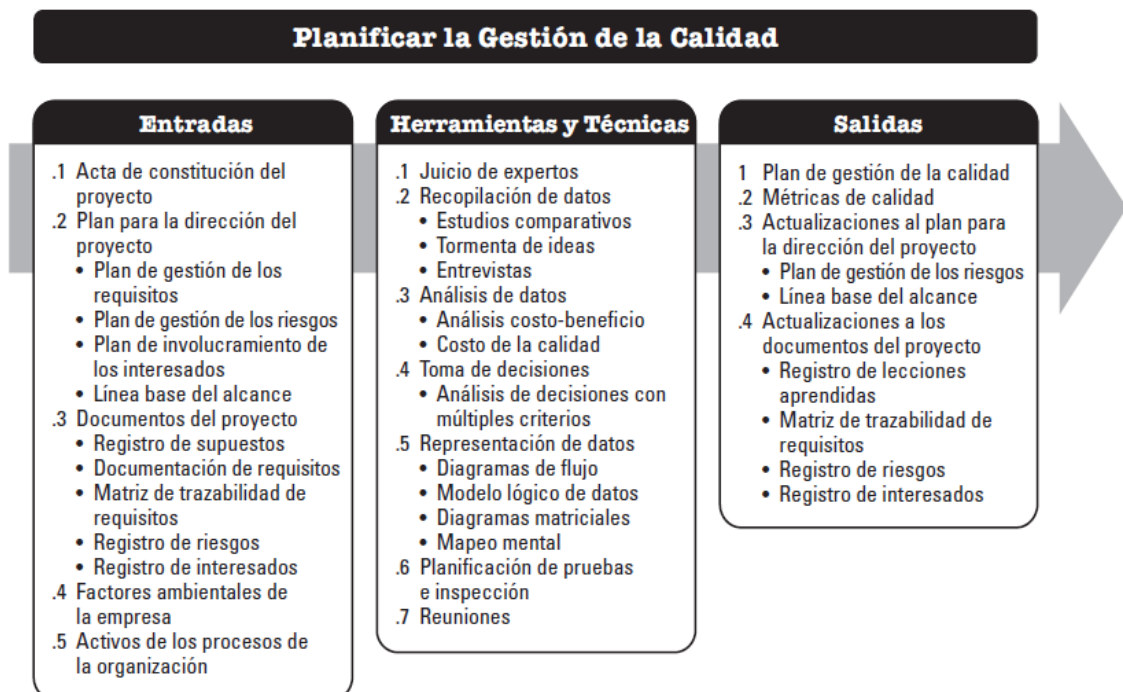 Planificar la Gestión de la Calidad
Entradas
.1 Acta de constitución del
proyecto
.2 Plan para la dirección del
proyecto
• Plan de gestión de los
requisitos
• Plan de gestión de los riesgos
• Plan de involucramiento de
los interesados
• Línea base del alcance
.3 Documentos del proyecto
• Registro de supuestos
• Documentación de requisitos
• Matriz de trazabilidad de
requisitos
• Registro de riesgos
• Registro de interesados
.4 Factores ambientales de
la empresa
.5 Activos de los procesos de
la organización
Herramientas y Técnicas
.1 Juicio de expertos
.2 Recopilación de datos
• Estudios comparativos
• Tormenta de ideas
• Entrevistas
.3 Análisis de datos
• Análisis costo-beneficio
• Costo de la calidad
.4 Toma de decisiones
• Análisis de decisiones con
múltiples criterios
.5 Representación de datos
• Diagramas de flujo
• Modelo lógico de datos
• Diagramas matriciales
• Mapeo mental
.6 Planificación de pruebas
e inspección
.7 Reuniones
Salidas
1 Plan de gestión de la calidad
.2 Métricas de calidad
.3 Actualizaciones al plan para
la dirección del proyecto
• Plan de gestión de los riesgos
• Línea base del alcance
.4 Actualizaciones a los
documentos del proyecto
• Registro de lecciones
aprendidas
• Matriz de trazabilidad de
requisitos
• Registro de riesgos
• Registro de interesados